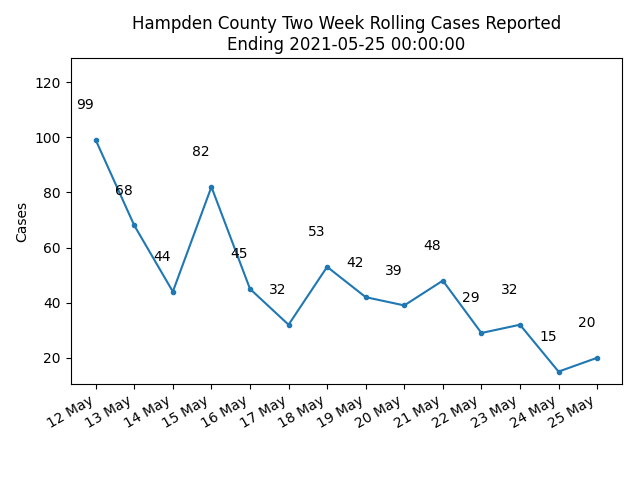 Hampden County Two Week Rolling Cases Reported
Ending 2021-05-25 00:00:00
Cases
120
100
80
60
40
20
99
68
44
82
45
32
53
42
39
48
29
32
15
20
12 May
13 May
14 May
15 May
16 May
17 May
18 May
19 May
20 May
21 May
22 May
23 May
24 May
25 May